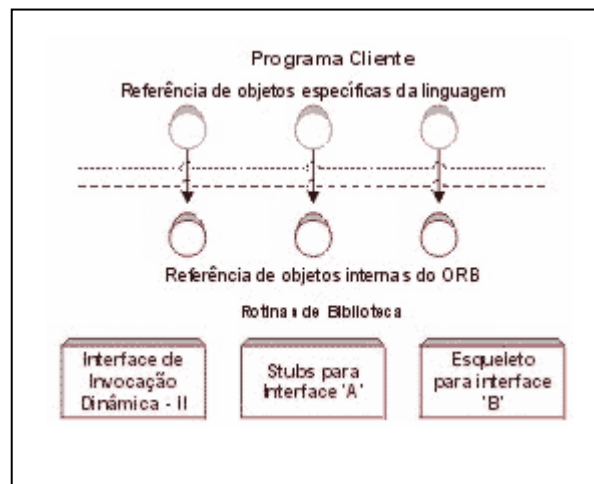 Programa Cliente
Referência de objetos específicas da linguagem
Referência de objetos internas do ORB
Rotinas de Biblioteca
Interface de
Invocação
Dinâmica - II
Stubs para
Interface 'A'
Esqueleto
para interface
'B'